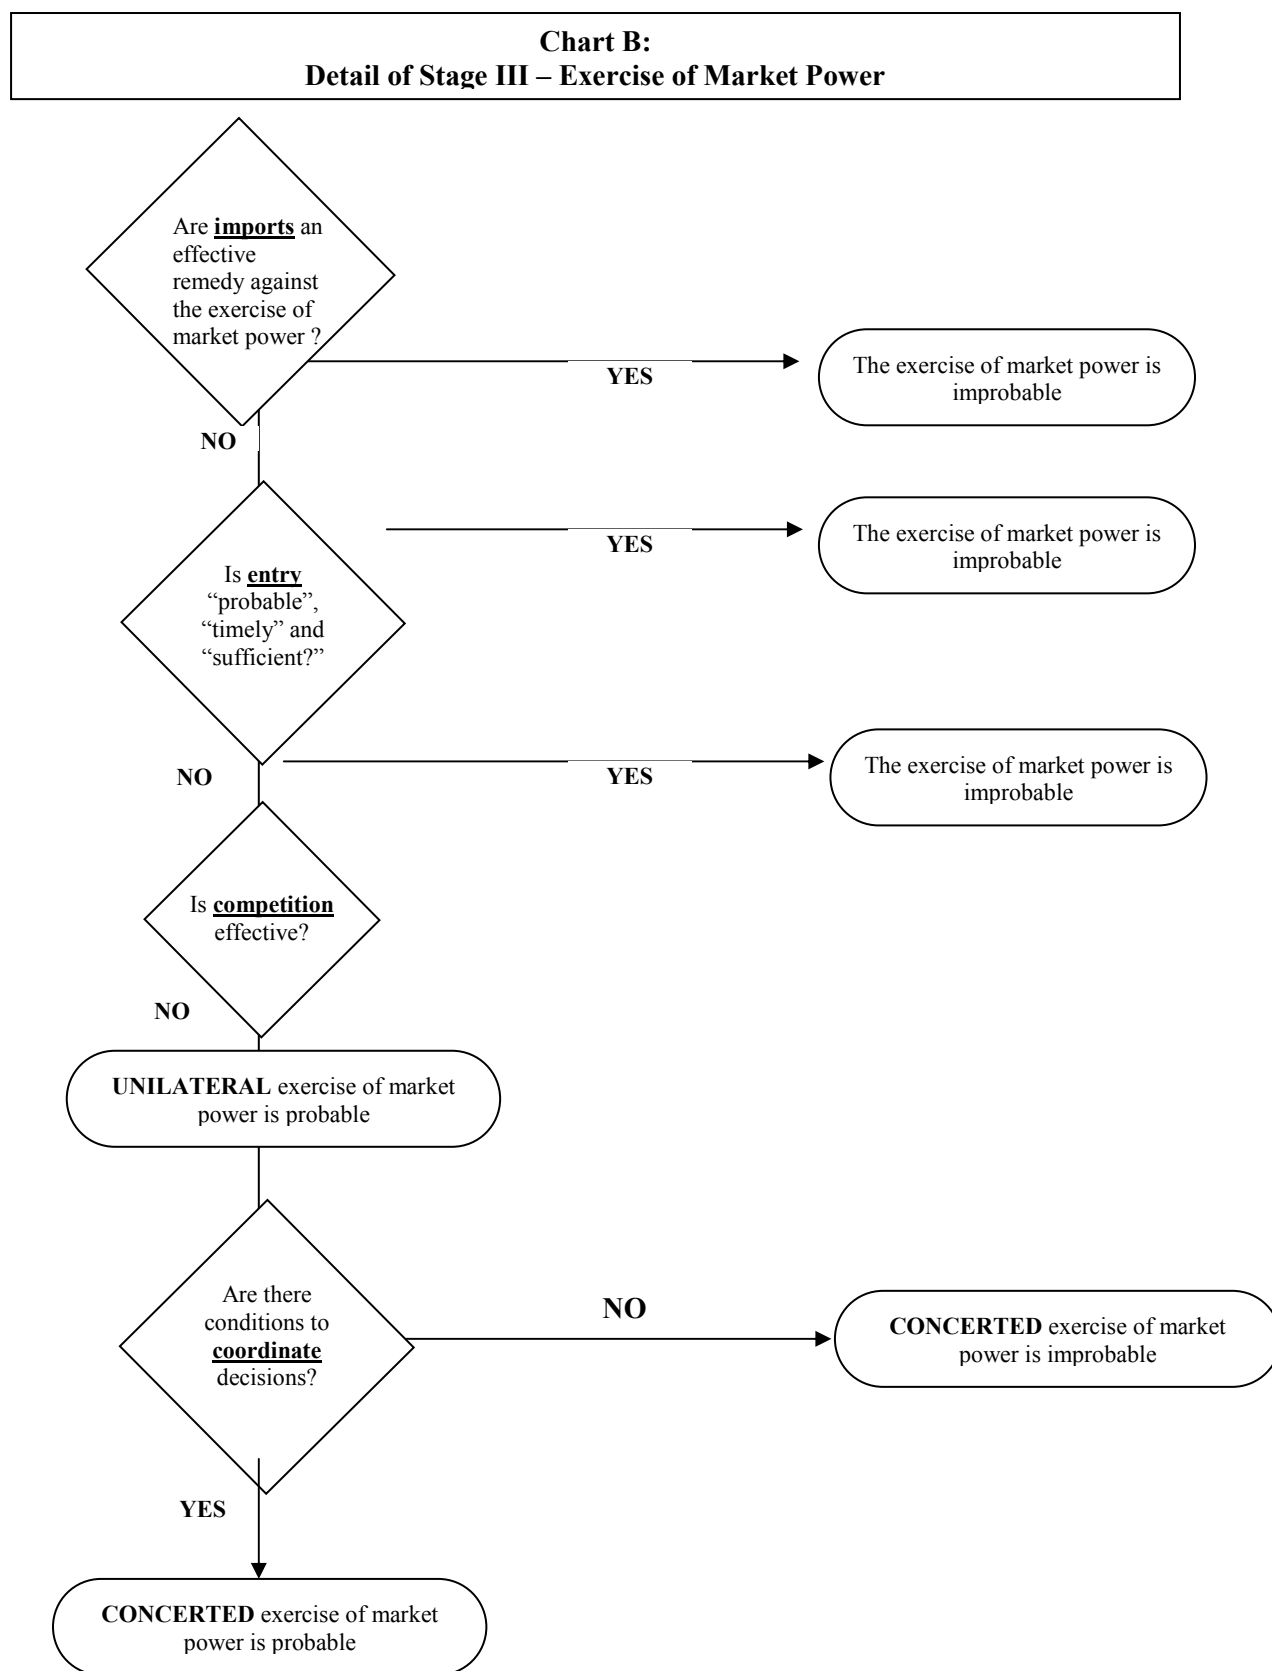 Chart B:
Detail of Stage III – Exercise of Market Power
Are imports an
effective
remedy against
the exercise of
market power ?
YES
The exercise of market power is
improbable
NO
Is entry
“probable”,
“timely” and
“sufficient?”
YES
The exercise of market power is
improbable
NO
YES
The exercise of market power is
improbable
Is competition
effective?
NO
UNILATERAL exercise of market
power is probable
Are there
conditions to
coordinate
decisions?
NO
CONCERTED exercise of market
power is improbable
YES
CONCERTED exercise of market
power is probable